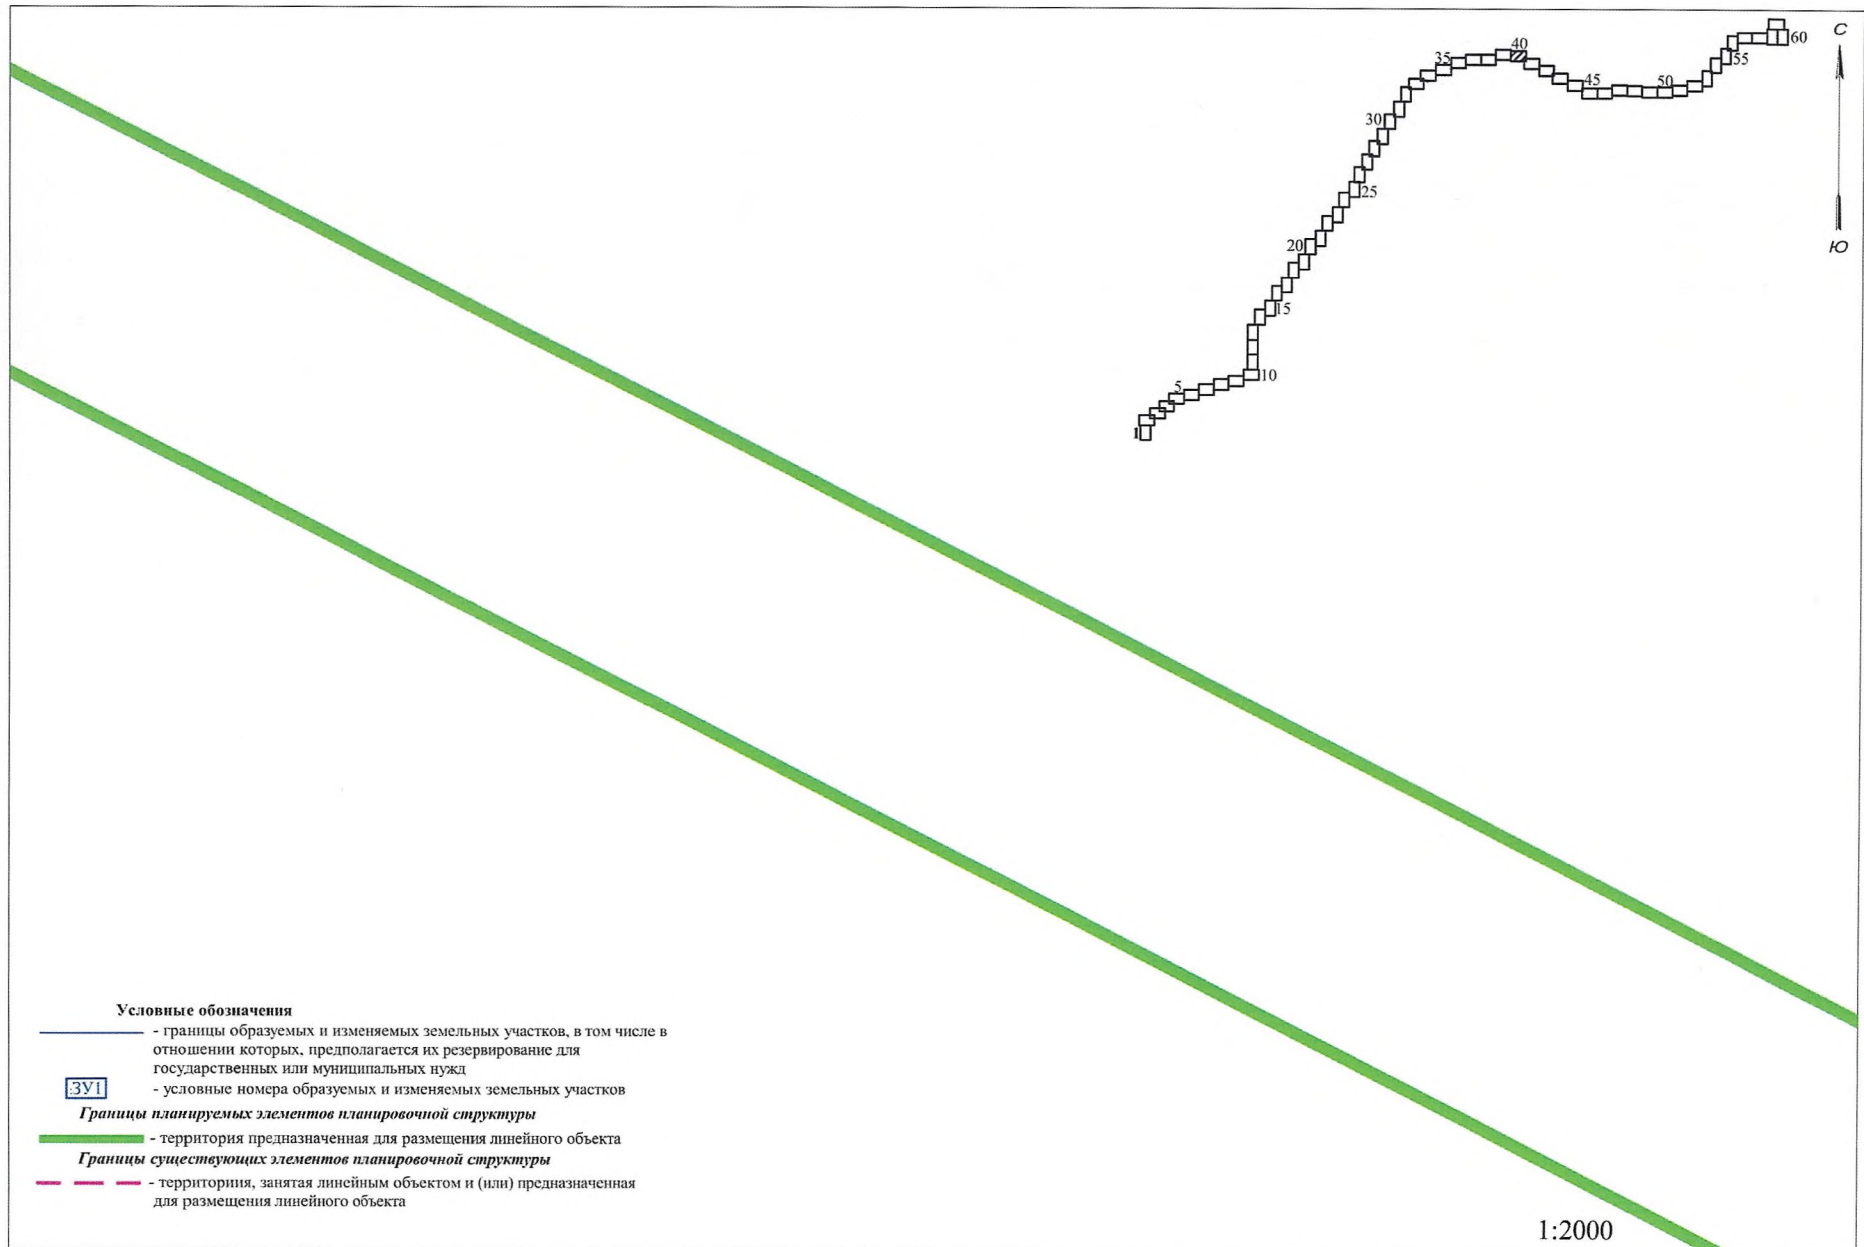 С
60
40
35
55
45
50
30
25
20
15
10
5
1
Ю
Условные обозначения
- границы образуемых и изменяемых земельных участков, в том числе в
отношении которых, предполагается их резервирование для
государственных или муниципальных нужд
:ЗУ1
- условные номера образуемых и изменяемых земельных участков
Границы планируемых элементов планировочной структуры
- территория предназначенная для размещения линейного объекта
Границы существующих элементов планировочной структуры
- территориия, занятая линейным объектом и (или) предназначенная
для размещения линейного объекта
1:2000